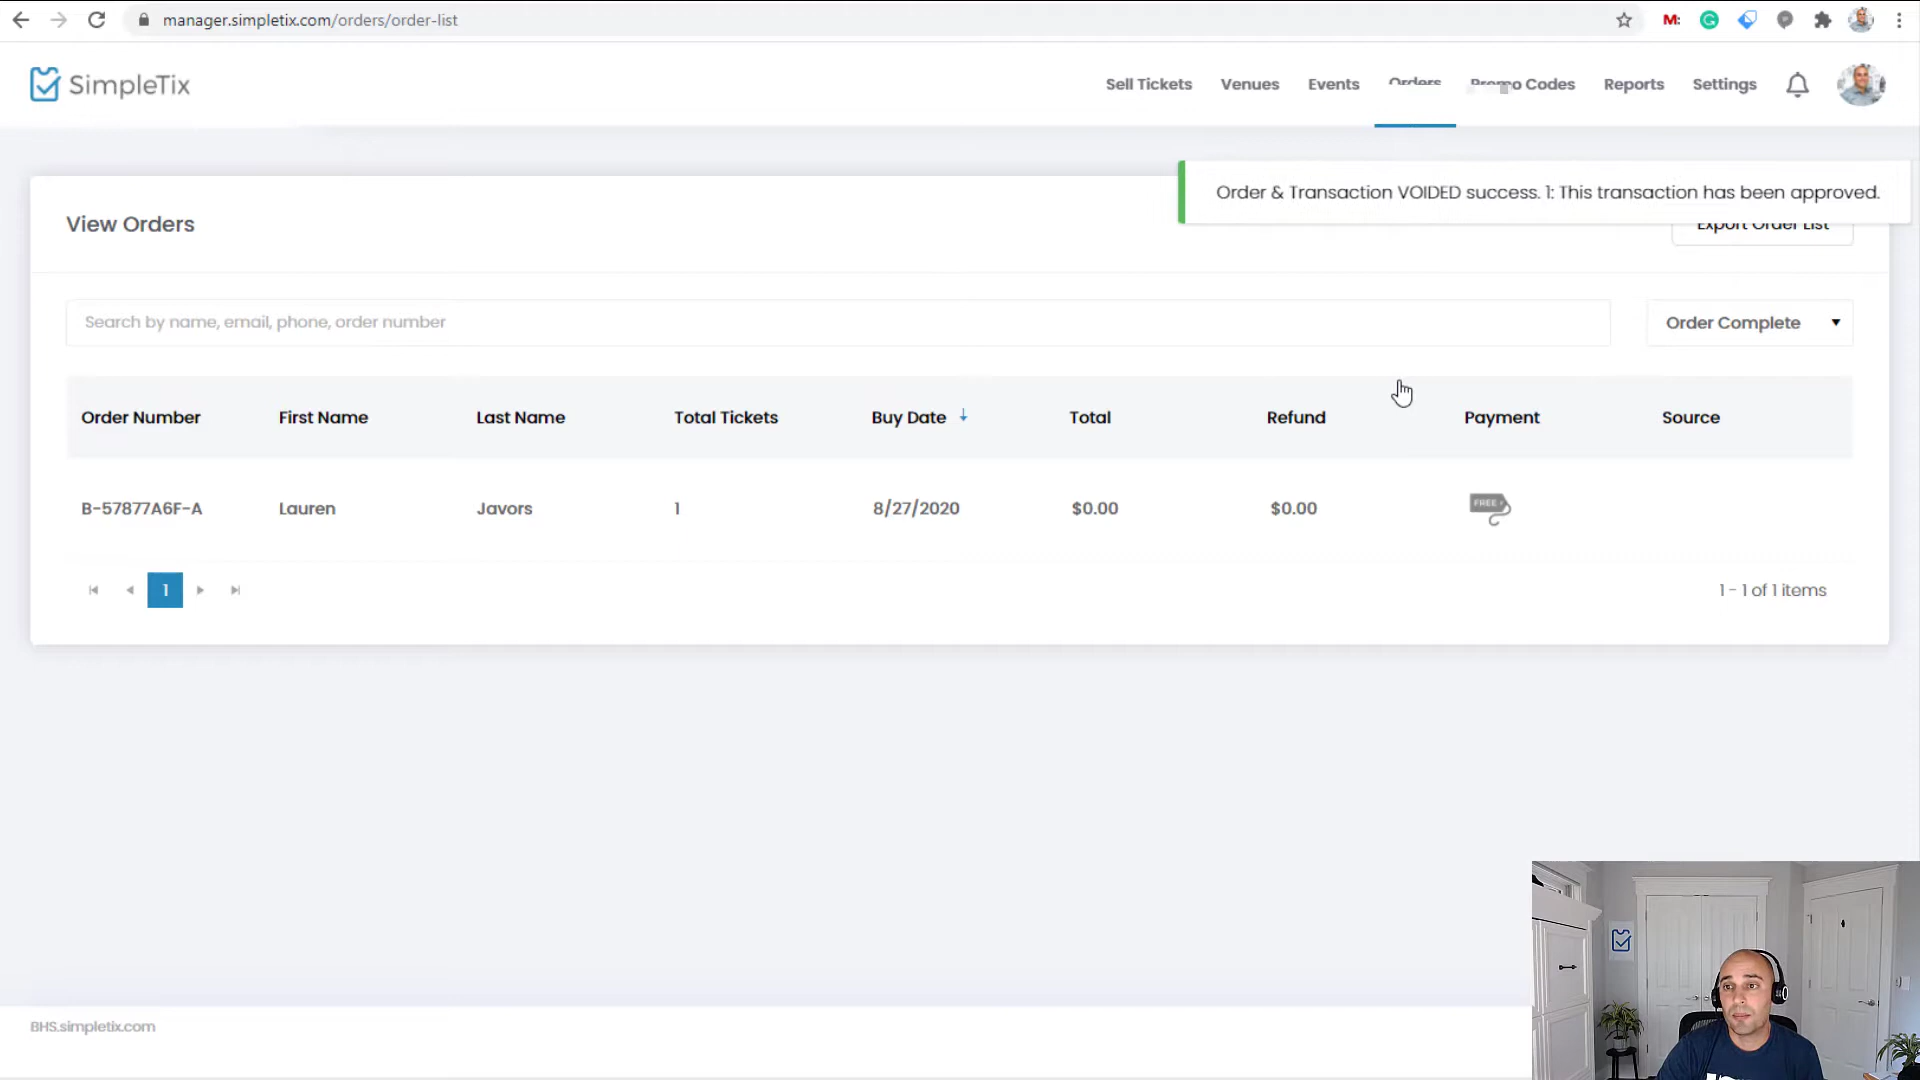 manager.simpletix.com/orders/order-list
M:
SimpleTix
Sell Tickets Venues Events Orders Promo Codes Reports Settings
Order & Transaction VOIDED success. 1: This transaction has been approved.
View Orders
Export Order List
Search by name, email, phone, order number
Order Complete
Order Number First Name Last Name Total Tickets Buy Date Total Refund Payment Source
B-57877A6F-A Lauren Javors 1 8/27/2020 $0.00 $0.00 FREE
1
1 - 1 of 1 items
BHS.simpletix.com